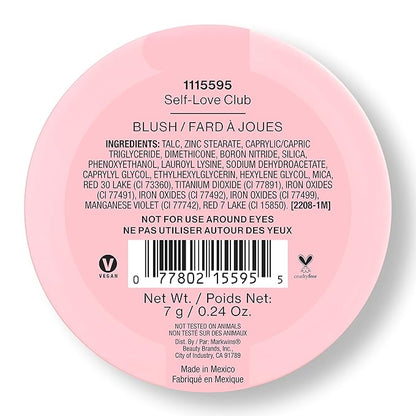 1115595
Self-Love Club
BLUSH / FARD À JOUES
INGREDIENTS: TALC, ZINC STEARATE, CAPRYLIC/CAPRIC
TRIGLYCERIDE, DIMETHICONE, BORON NITRIDE, SILICA,
PHENOXYETHANOL, LAUROYL LYSINE, SODIUM DEHYDROACETATE,
CAPRYLYL GLYCOL, ETHYLHEXYLGLYCERIN, HEXYLENE GLYCOL, MICA,
RED 30 LAKE (CI 73360), TITANIUM DIOXIDE (CI 77891), IRON OXIDES
(CI 77491), IRON OXIDES (CI 77492), IRON OXIDES (CI 77499),
MANGANESE VIOLET (CI 77742), RED 7 LAKE (CI 15850). [2208-1M]
NOT FOR USE AROUND EYES
NE PAS UTILISER AUTOUR DES YEUX
V
VEGAN
0 77802 15595 5
crueltyfree
Net Wt. / Poids Net:
7 g / 0.24 Oz.
NOT TESTED ON ANIMALS
NON TESTÉ SUR DES ANIMAUX
Dist. By / Par: Markwins®
Beauty Brands, Inc.,
City of Industry, CA 91789
Made in Mexico
Fabriqué en Mexique